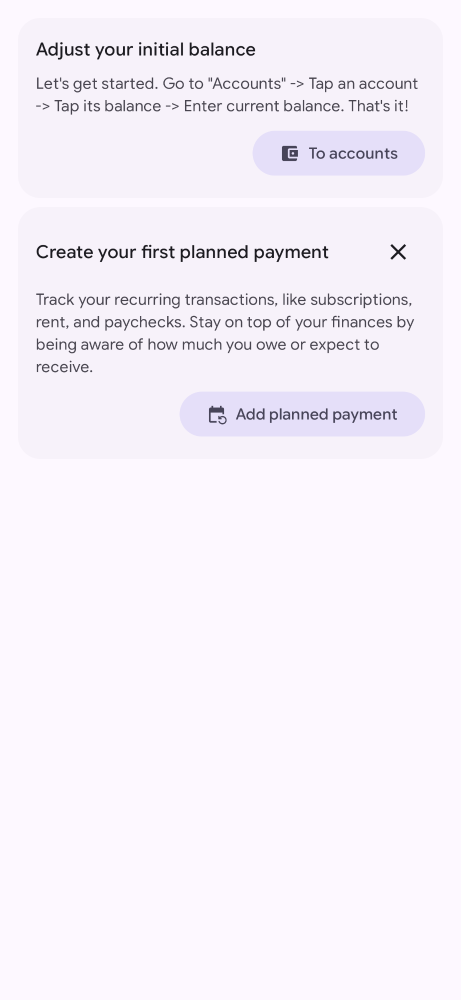 Adjust your initial balance
Let's get started. Go to "Accounts" -> Tap an account
-> Tap its balance -> Enter current balance. That's it!
To accounts
Create your first planned payment
Track your recurring transactions, like subscriptions,
rent, and paychecks. Stay on top of your finances by
being aware of how much you owe or expect to
receive.
Add planned payment